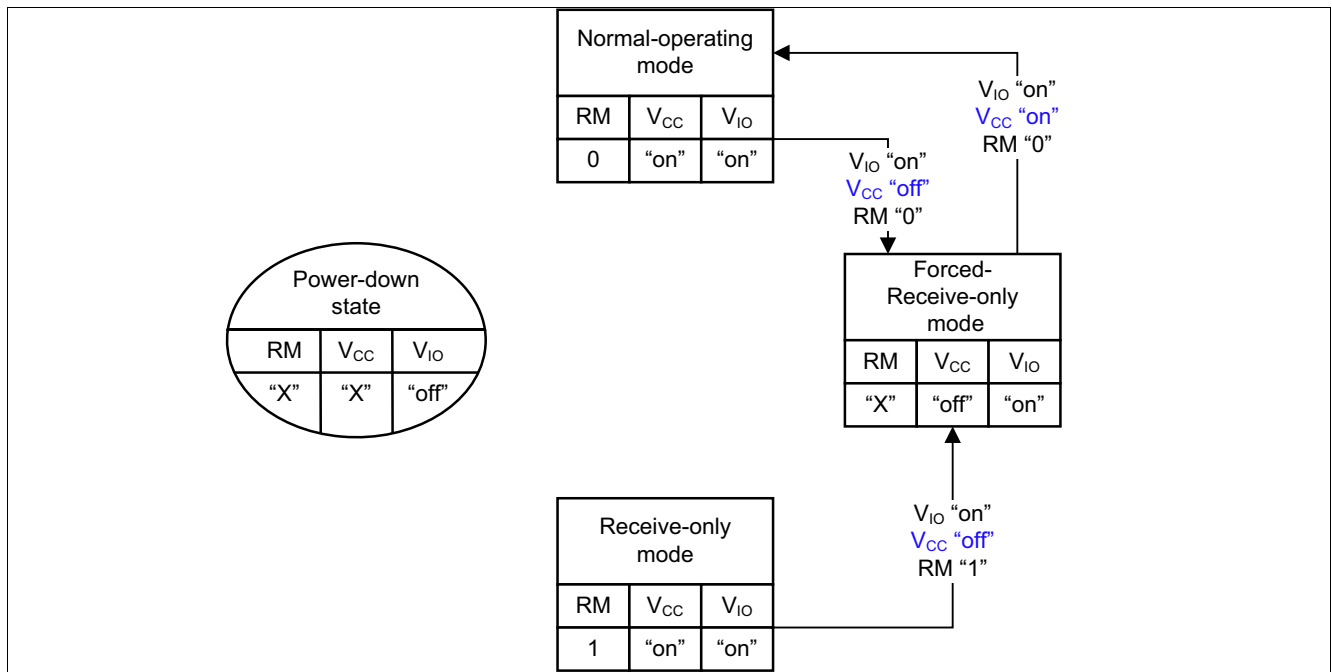 Normal-operating
mode
RM V_CC V_IO
0 “on” “on”
V_IO “on”
V_CC “on”
RM “0”
V_IO “on”
V_CC “off”
RM “0”
Power-down
state
RM V_CC V_IO
“X” “X” “off”
Forced-
Receive-only
mode
RM V_CC V_IO
“X” “off” “on”
Receive-only
mode
RM V_CC V_IO
1 “on” “on”
V_IO “on”
V_CC “off”
RM “1”